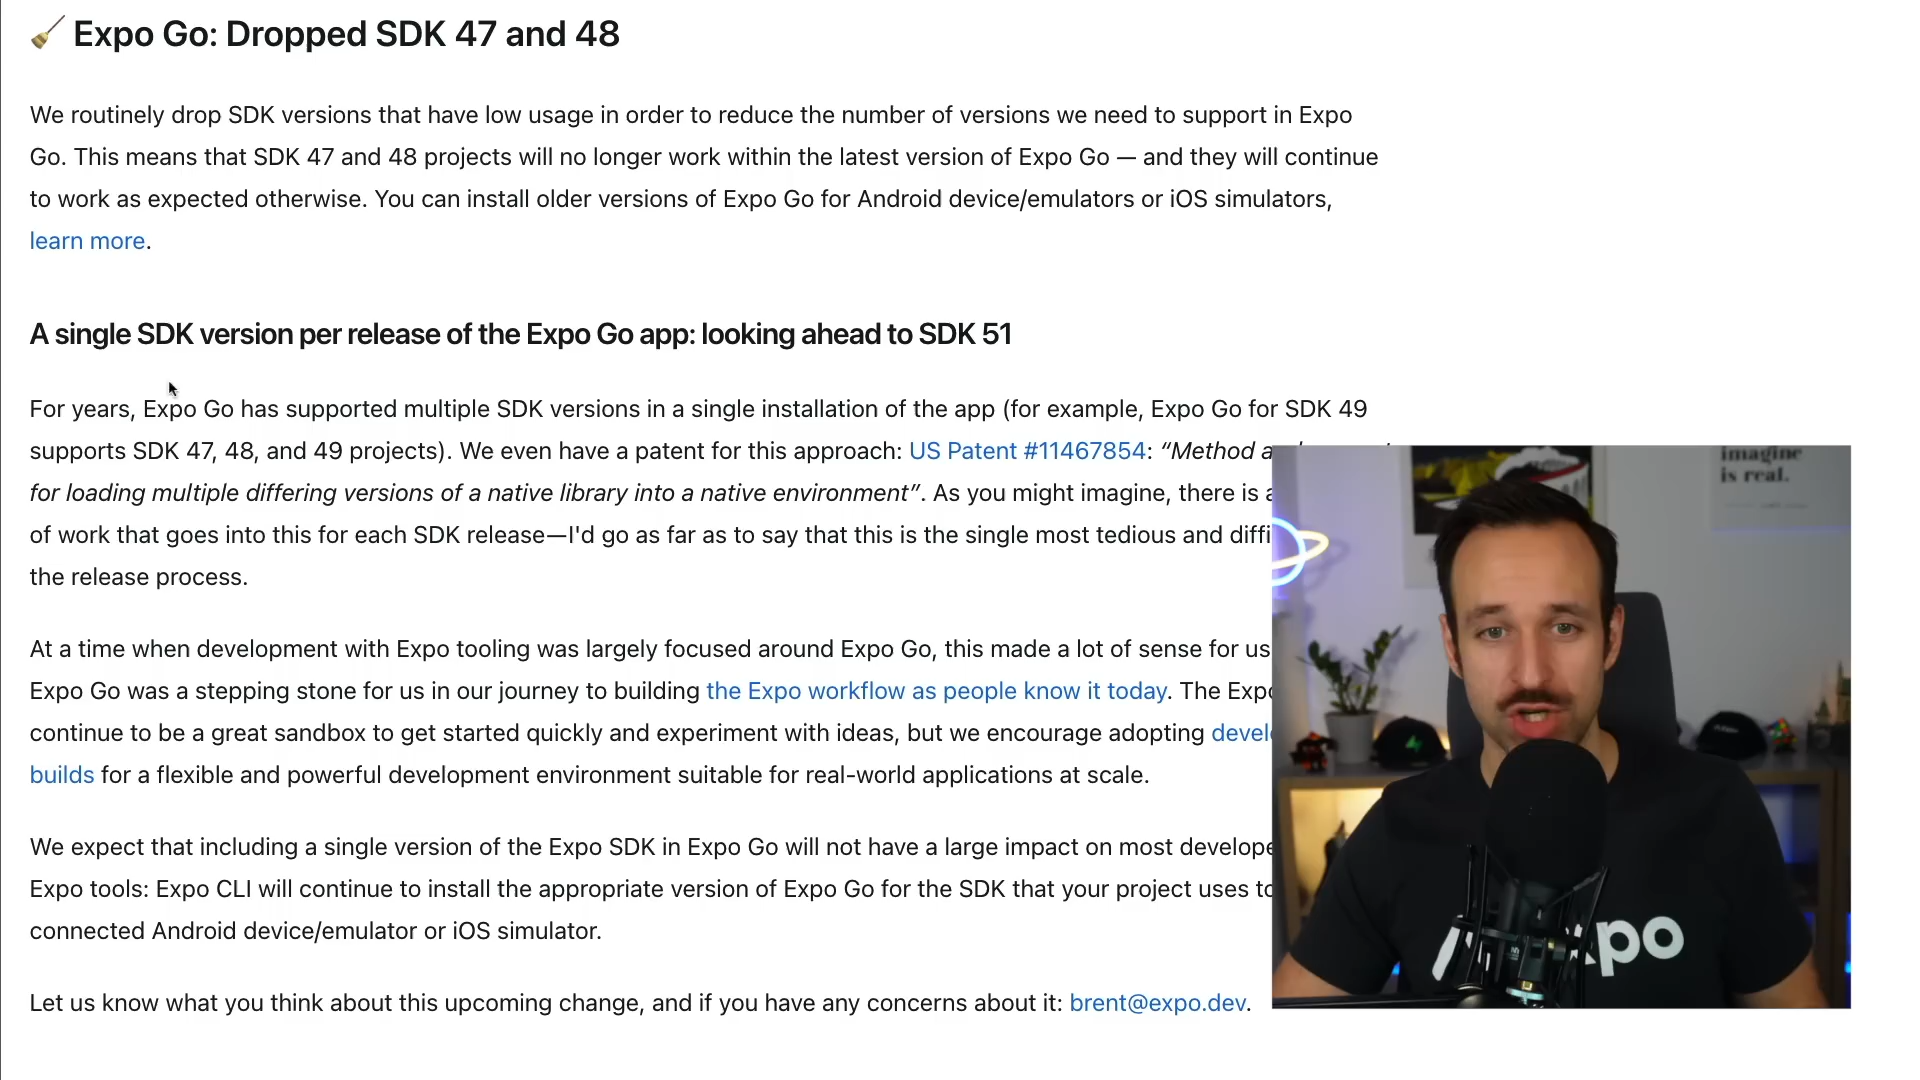 Expo Go: Dropped SDK 47 and 48
We routinely drop SDK versions that have low usage in order to reduce the number of versions we need to support in Expo
Go. This means that SDK 47 and 48 projects will no longer work within the latest version of Expo Go — and they will continue
to work as expected otherwise. You can install older versions of Expo Go for Android device/emulators or iOS simulators,
learn more.
A single SDK version per release of the Expo Go app: looking ahead to SDK 51
For years, Expo Go has supported multiple SDK versions in a single installation of the app (for example, Expo Go for SDK 49
supports SDK 47, 48, and 49 projects). We even have a patent for this approach: US Patent #11467854: “Method
for loading multiple differing versions of a native library into a native environment”. As you might imagine, there is
of work that goes into this for each SDK release—I'd go as far as to say that this is the single most tedious and
the release process.
At a time when development with Expo tooling was largely focused around Expo Go, this made a lot of sense for us
Expo Go was a stepping stone for us in our journey to building the Expo workflow as people know it today. The
continue to be a great sandbox to get started quickly and experiment with ideas, but we encourage adopting
builds for a flexible and powerful development environment suitable for real-world applications at scale.
We expect that including a single version of the Expo SDK in Expo Go will not have a large impact on most
Expo tools: Expo CLI will continue to install the appropriate version of Expo Go for the SDK that your project uses
connected Android device/emulator or iOS simulator.
Let us know what you think about this upcoming change, and if you have any concerns about it: brent@expo.dev.
imagine
is real.